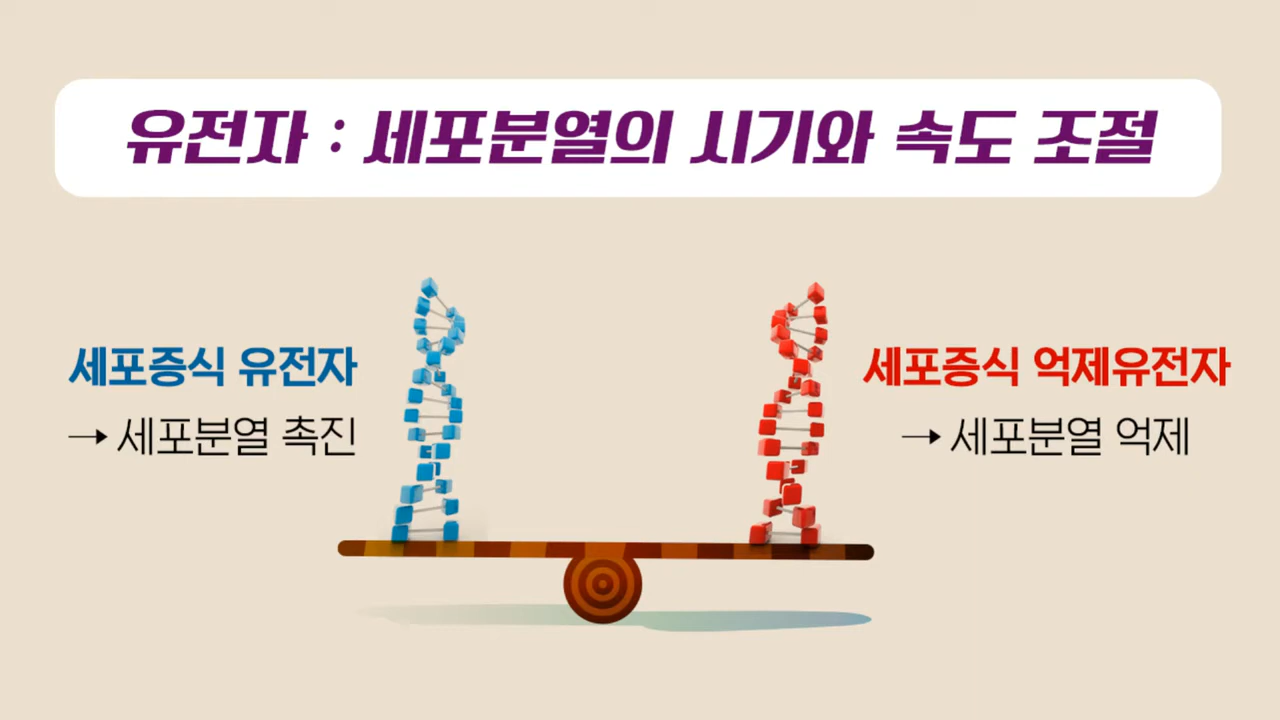 유전자 : 세포분열의 시기와 속도 조절
세포증식 유전자
→ 세포분열 촉진
세포증식 억제유전자
→ 세포분열 억제